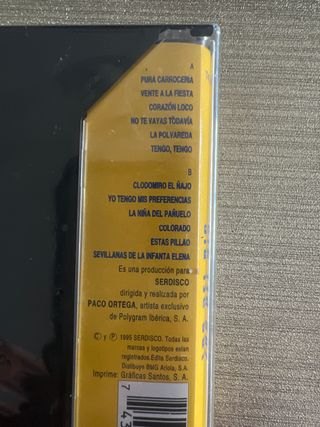 A
PURA CARROCERIA
VENTE A LA FIESTA
CORAZÓN LOCO
NO TE VAYAS TODAVÍA
LA POLVAREDA
TENGO, TENGO
B
CLODOMIRO EL ÑAJO
YO TENGO MIS PREFERENCIAS
LA NIÑA DEL PAÑUELO
COLORADO
ESTAS PILLAO
SEVILLANAS DE LA INFANTA ELENA
Es una producción para
SERDISCO
dirigida y realizada por
PACO ORTEGA, artista exclusivo
de Polygram Ibérica, S. A.
© y ℗ 1995 SERDISCO. Todas las
marcas y logotipos estan
registrados. Edita Serdisco.
Distribuye BMG Ariola, S.A.
Imprime: Gráficas Santos, S. A.
7